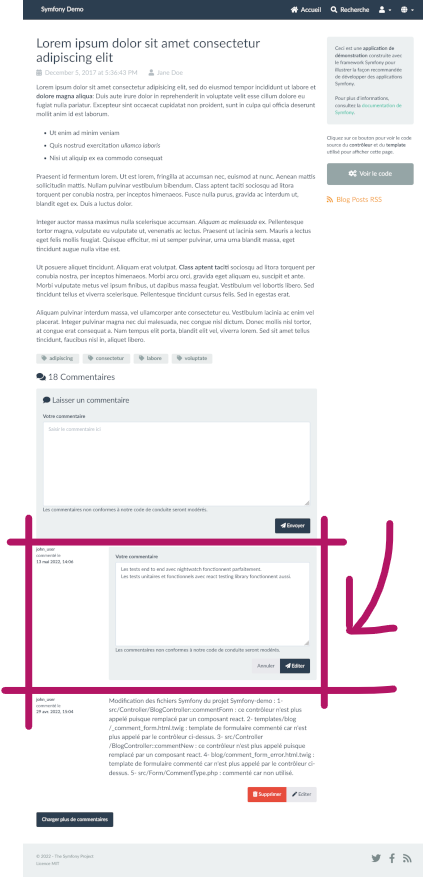 Symfony Demo
Accueil
Recherche
Lorem ipsum dolor sit amet consectetur
adipiscing elit
December 5, 2017 at 5:36:43 PM
Jane Doe
Lorem ipsum dolor sit amet consectetur adipiscing elit, sed do eiusmod tempor incididunt ut labore et
dolore magna aliqua: Duis aute irure dolor in reprehenderit in voluptate velit esse cillum dolore eu
fugiat nulla pariatur. Excepteur sint occaecat cupidatat non proident, sunt in culpa qui officia deserunt
mollit anim id est laborum.
Ut enim ad minim veniam
Quis nostrud exercitation ullamco laboris
Nisi ut aliquip ex ea commodo consequat
Praesent id fermentum lorem. Ut est lorem, fringilla at accumsan nec, euismod at nunc. Aenean mattis
sollicitudin mattis. Nullam pulvinar vestibulum bibendum. Class aptent taciti sociosqu ad litora
torquent per conubia nostra, per inceptos himenaeos. Fusce nulla purus, gravida ac interdum ut,
blandit eget ex. Duis a luctus dolor.
Integer auctor massa maximus nulla scelerisque accumsan. Aliquam ac malesuada ex. Pellentesque
tortor magna, vulputate eu vulputate ut, venenatis ac lectus. Praesent ut lacinia sem. Mauris a lectus
eget felis mollis feugiat. Quisque efficitur, mi ut semper pulvinar, urna urna blandit massa, eget
tincidunt augue nulla vitae est.
Ut posuere aliquet tincidunt. Aliquam erat volutpat. Class aptent taciti sociosqu ad litora torquent per
conubia nostra, per inceptos himenaeos. Morbi arcu orci, gravida eget aliquam eu, suscipit et ante.
Morbi vulputate metus vel ipsum finibus, ut dapibus massa feugiat. Vestibulum vel lobortis libero. Sed
tincidunt tellus et viverra scelerisque. Pellentesque tincidunt cursus felis. Sed in egestas erat.
Aliquam pulvinar interdum massa, vel ullamcorper ante consectetur eu. Vestibulum lacinia ac enim vel
placerat. Integer pulvinar magna nec dui malesuada, nec congue nisl dictum. Donec mollis nisl tortor,
at congue erat consequat a. Nam tempus elit porta, blandit elit vel, viverra lorem. Sed sit amet tellus
tincidunt, faucibus nisl in, aliquet libero.
adipiscing
consectetur
labore
voluptate
Ceci est une application de
démonstration construite avec
le framework Symfony pour
illustrer la façon recommandée
de développer des applications
Symfony.
Pour plus d'informations,
consultez la documentation de
Symfony.
Cliquez sur ce bouton pour voir le code
source du contrôleur et du template
utilisé pour afficher cette page.
Voir le code
Blog Posts RSS
18 Commentaires
Laisser un commentaire
Votre commentaire
Saisir le commentaire ici
Les commentaires non conformes à notre code de conduite seront modérés.
Envoyer
john_user
commenté le
13 mai 2022, 14:06
Votre commentaire
Les tests end to end avec nightwatch fonctionnent parfaitement.
Les tests unitaires et fonctionnels avec react testing library fonctionnent aussi.
Les commentaires non conformes à notre code de conduite seront modérés.
Annuler
Editer
john_user
commenté le
29 avr. 2022, 15:04
Modification des fichiers Symfony du projet Symfony-demo : 1-
src/Controller/BlogController:commentForm : ce contrôleur n'est plus
appelé puisque remplacé par un composant react. 2- templates/blog
/_comment_form.html.twig : template de formulaire commenté car n'est
plus appelé par le contrôleur ci-dessus. 3- src/Controller
/BlogController:commentNew : ce contrôleur n'est plus appelé puisque
remplacé par un composant react. 4- blog/comment_form_error.html.twig :
template de formulaire commenté car n'est plus appelé par le contrôleur ci-
dessus. 5- src/Form/CommentType.php : commenté car non utilisé.
Supprimer
Editer
Charger plus de commentaires
© 2022 - The Symfony Project
Licence MIT